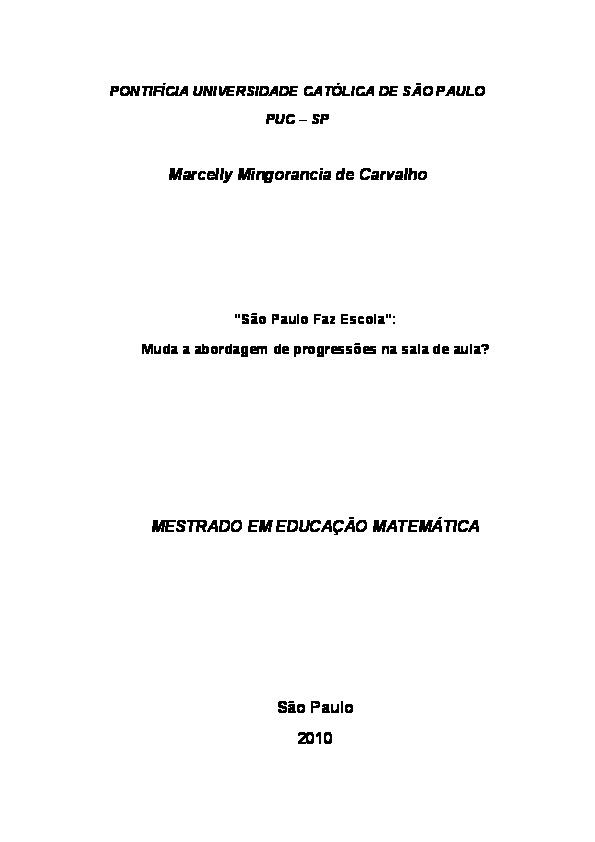 PONTIFÍCIA UNIVERSIDADE CATÓLICA DE SÃO PAULO
PUC – SP
Marcelly Mingorancia de Carvalho
"São Paulo Faz Escola":
Muda a abordagem de progressões na sala de aula?
MESTRADO EM EDUCAÇÃO MATEMÁTICA
São Paulo
2010